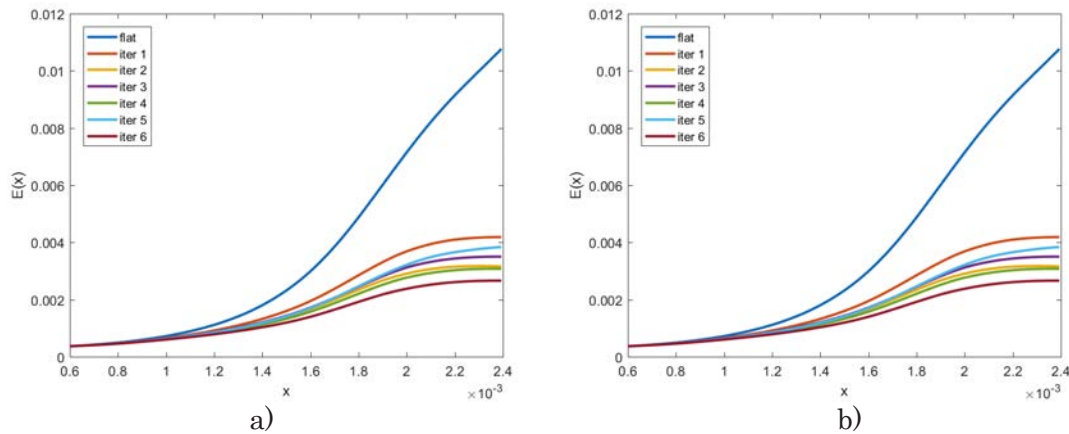 0.012
0.01
0.008
0.006
0.004
0.002
0
E(x)
flat
iter 1
iter 2
iter 3
iter 4
iter 5
iter 6
0.6 0.8 1 1.2 1.4 1.6 1.8 2 2.2 2.4
x
×10⁻³
a)
0.012
0.01
0.008
0.006
0.004
0.002
0
E(x)
flat
iter 1
iter 2
iter 3
iter 4
iter 5
iter 6
0.6 0.8 1 1.2 1.4 1.6 1.8 2 2.2 2.4
x
×10⁻³
b)